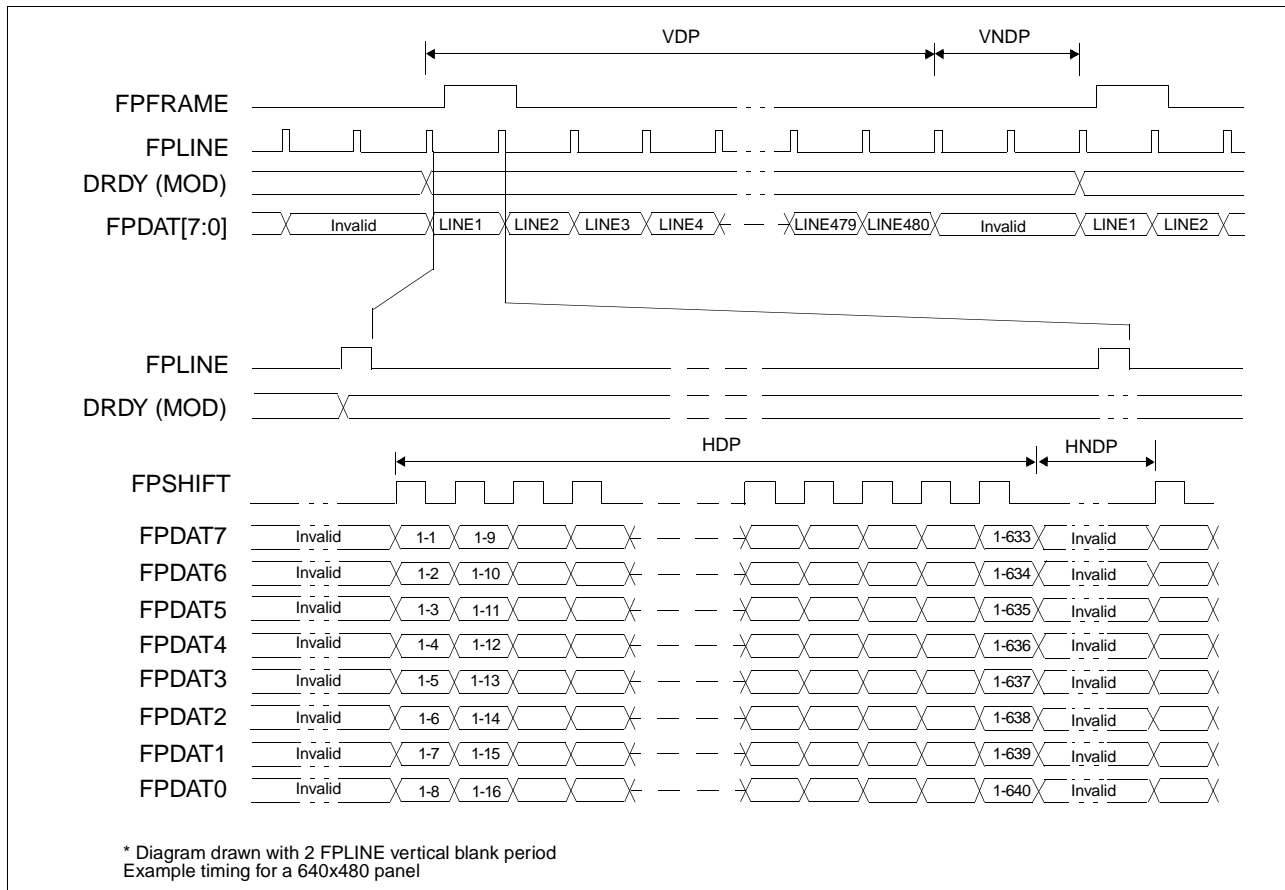 VDP VNDP
FPFRAME
FPLINE
DRDY (MOD)
FPDAT[7:0] Invalid LINE1 LINE2 LINE3 LINE4 LINE479 LINE480 Invalid LINE1 LINE2
FPLINE
DRDY (MOD)
HDP HNDP
FPSHIFT
FPDAT7 Invalid 1-1 1-9 1-633 Invalid
FPDAT6 Invalid 1-2 1-10 1-634 Invalid
FPDAT5 Invalid 1-3 1-11 1-635 Invalid
FPDAT4 Invalid 1-4 1-12 1-636 Invalid
FPDAT3 Invalid 1-5 1-13 1-637 Invalid
FPDAT2 Invalid 1-6 1-14 1-638 Invalid
FPDAT1 Invalid 1-7 1-15 1-639 Invalid
FPDAT0 Invalid 1-8 1-16 1-640 Invalid
* Diagram drawn with 2 FPLINE vertical blank period
Example timing for a 640x480 panel